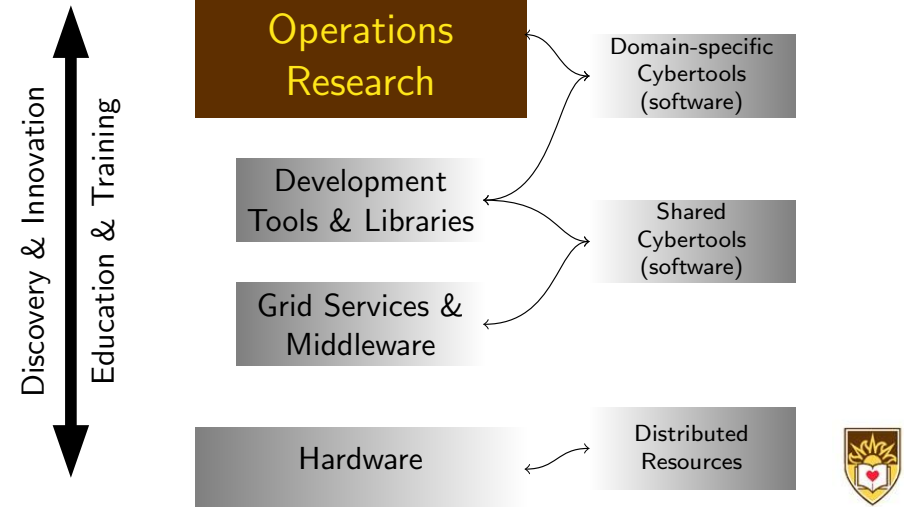 Discovery & Innovation
Education & Training
Operations
Research
Development
Tools & Libraries
Grid Services &
Middleware
Hardware
Domain-specific
Cybertools
(software)
Shared
Cybertools
(software)
Distributed
Resources